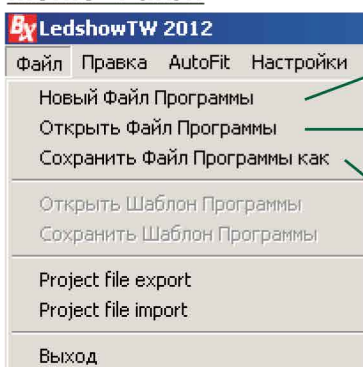 BX LedshowTW 2012
Файл Правка AutoFit Настройки
Новый Файл Программы
Открыть Файл Программы
Сохранить Файл Программы как
Открыть Шаблон Программы
Сохранить Шаблон Программы
Project file export
Project file import
Выход